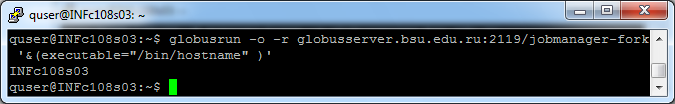 quser@INFc108s03: ~
quser@INFc108s03:~$ globusrun -o -r globusserver.bsu.edu.ru:2119/jobmanager-fork
'&(executable="/bin/hostname" )'
INFc108s03
quser@INFc108s03:~$